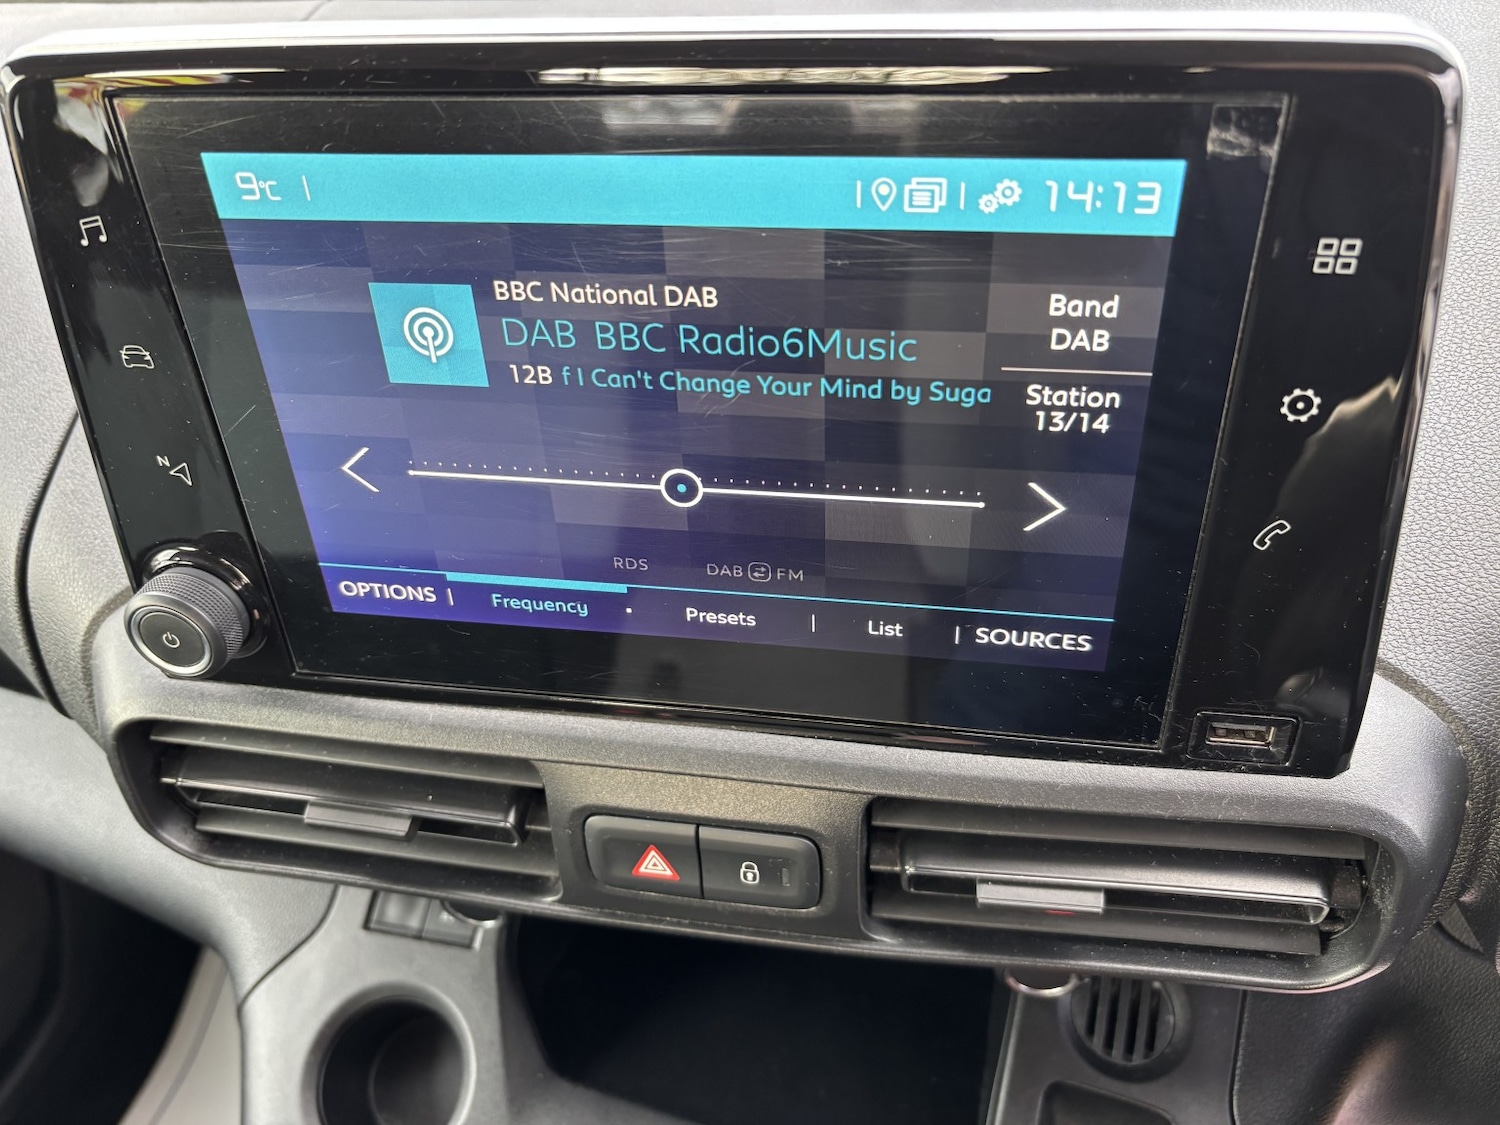 9°C
14:13
BBC National DAB
DAB BBC Radio6Music
12B f I Can't Change Your Mind by Suga
Band
DAB
Station
13/14
N
RDS
DAB FM
OPTIONS | Frequency
Presets | List | SOURCES